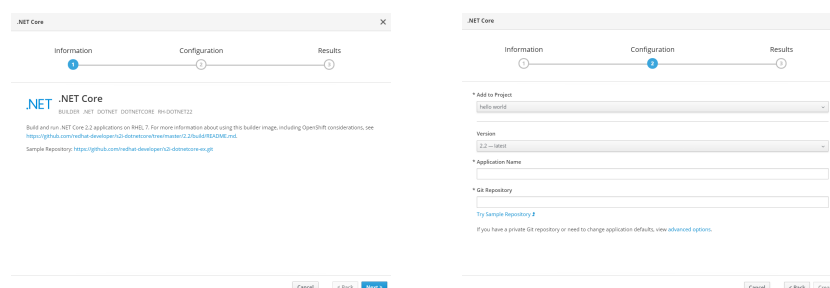 .NET Core
Information Configuration Results
1 2 3
.NET .NET Core
BUILDER .NET DOTNET DOTNETCORE RH-DOTNET22
Build and run .NET Core 2.2 applications on RHEL 7. For more information about using this builder image, including OpenShift considerations, see
https://github.com/redhat-developer/s2i-dotnetcore/tree/master/2.2/build/README.md.
Sample Repository: https://github.com/redhat-developer/s2i-dotnetcore-ex.git
Cancel < Back Next >
.NET Core
Information Configuration Results
1 2 3
* Add to Project
hello world
Version
2.2 — latest
* Application Name
* Git Repository
Try Sample Repository
If you have a private Git repository or need to change application defaults, view advanced options.
Cancel < Back